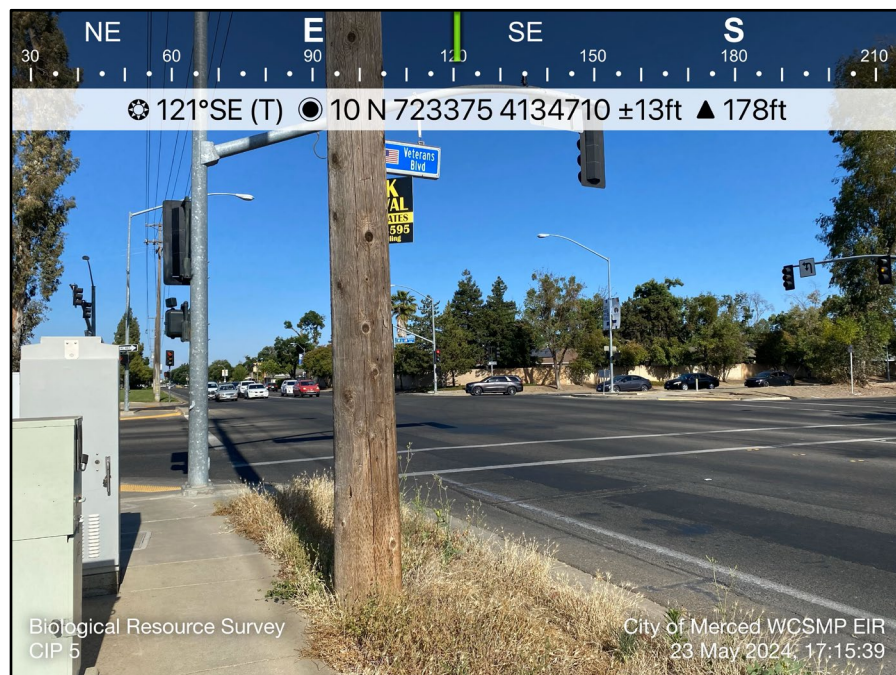 NE E SE S
30 60 90 120 150 180 210
121°SE (T) 10 N 723375 4134710 ±13ft ▲ 178ft
Veterans
Blvd
K
VAL
ATES
595
ling
Biological Resource Survey
CIP 5
City of Merced WCSMP EIR
23 May 2024, 17:15:39